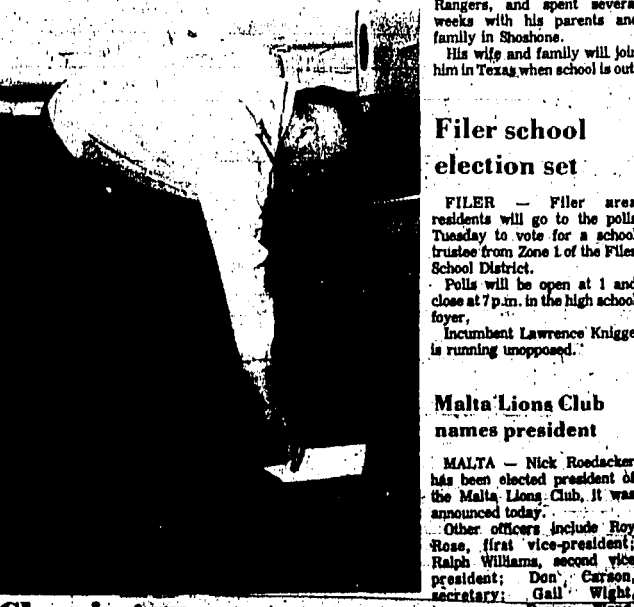 Rangers, and spent several
weeks with his parents and
family in Shoshone.
His wife and family will join
him in Texas when school is out
Filer school
election set
FILER — Filer area
residents will go to the polls
Tuesday to vote for a school
trustee from Zone 1 of the Filer
School District.
Polls will be open at 1 and
close at 7 p.m. in the high school
foyer.
Incumbent Lawrence Knigge
is running unopposed.
Malta Lions Club
names president
MALTA — Nick Roedacker
has been elected president of
the Malta Lions Club, it was
announced today.
Other officers include Roy
Rose, first vice-president;
Ralph Williams, second vice
president; Don Carson,
secretary; Gail Wight,